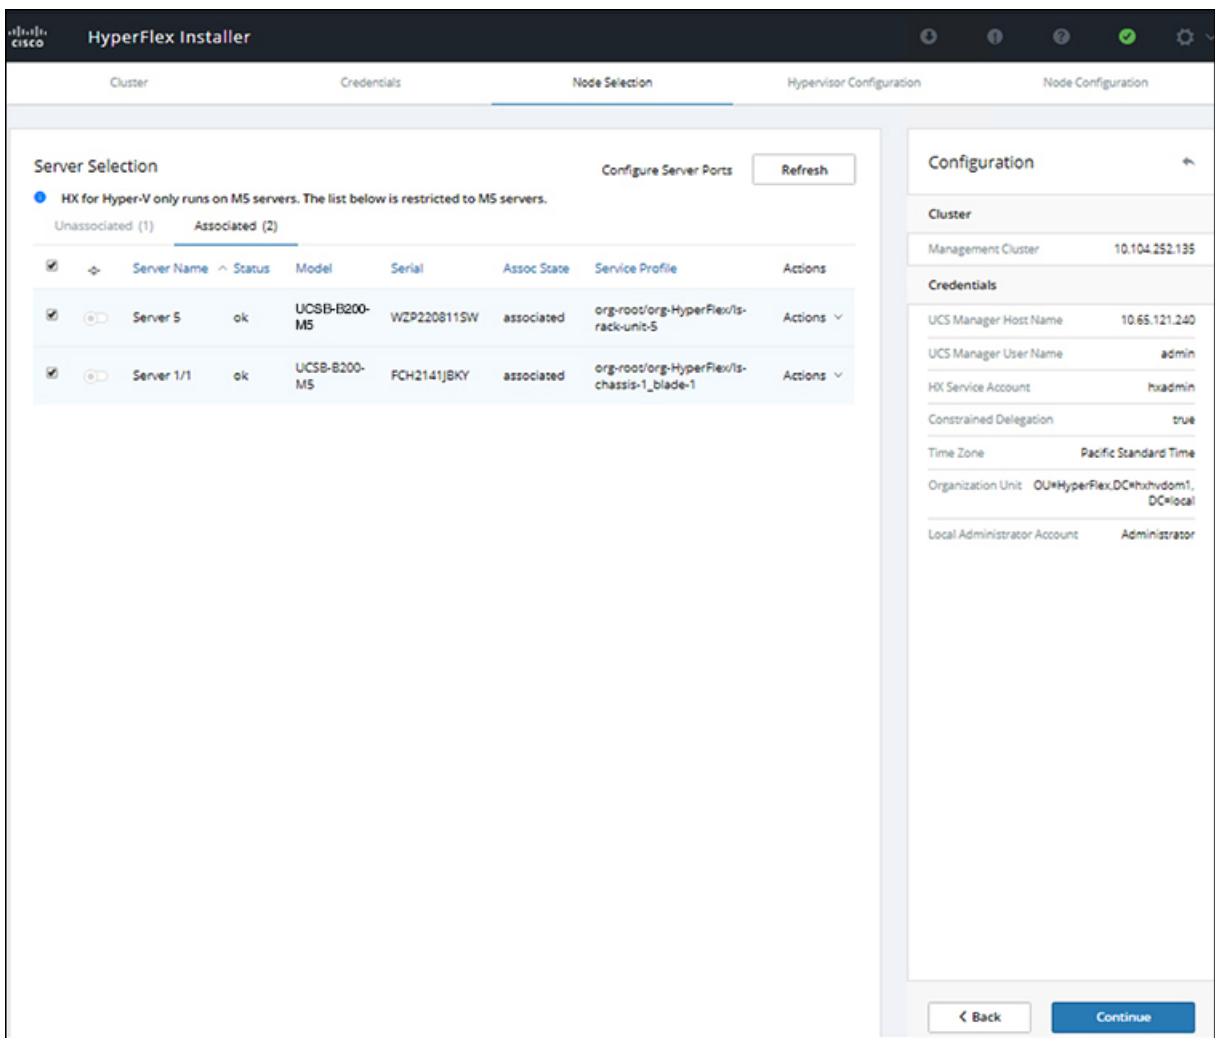 cisco HyperFlex Installer
Cluster Credentials Node Selection Hypervisor Configuration Node Configuration
Server Selection Configure Server Ports Refresh
HX for Hyper-V only runs on M5 servers. The list below is restricted to M5 servers.
Unassociated (1) Associated (2)
Server Name Status Model Serial Assoc State Service Profile Actions
Server 5 ok UCSB-B200-M5 WZP220811SW associated org-root/org-HyperFlex/ls-rack-unit-5 Actions
Server 1/1 ok UCSB-B200-M5 FCH2141JBKY associated org-root/org-HyperFlex/ls-chassis-1_blade-1 Actions
Configuration
Cluster
Management Cluster 10.104.252.135
Credentials
UCS Manager Host Name 10.65.121.240
UCS Manager User Name admin
HX Service Account hxadmin
Constrained Delegation true
Time Zone Pacific Standard Time
Organization Unit OU=HyperFlex,DC=hxhvdom1,
DC=local
Local Administrator Account Administrator
< Back Continue